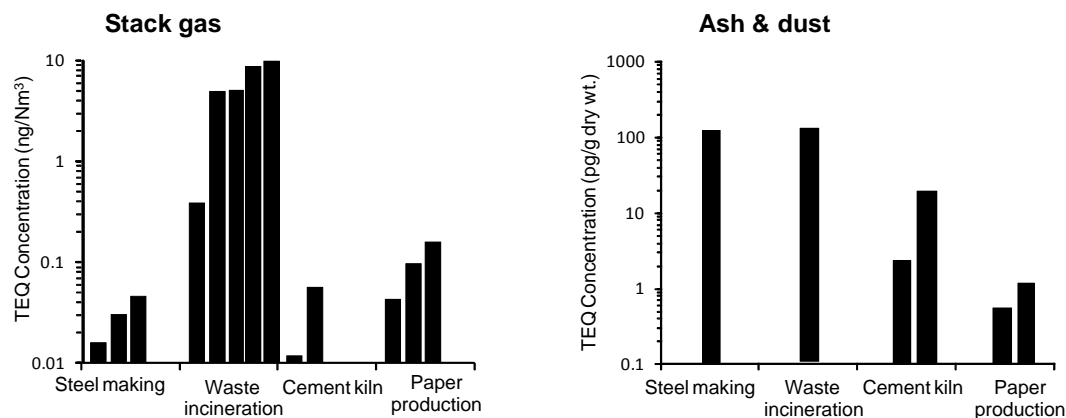 Stack gas
TEQ Concentration (ng/Nm³)
10
1
0.1
0.01
Steel making
Waste
incineration
Cement kiln
Paper
production
Ash & dust
TEQ Concentration (pg/g dry wt.)
1000
100
10
1
0.1
Steel making
Waste
incineration
Cement kiln
Paper
production